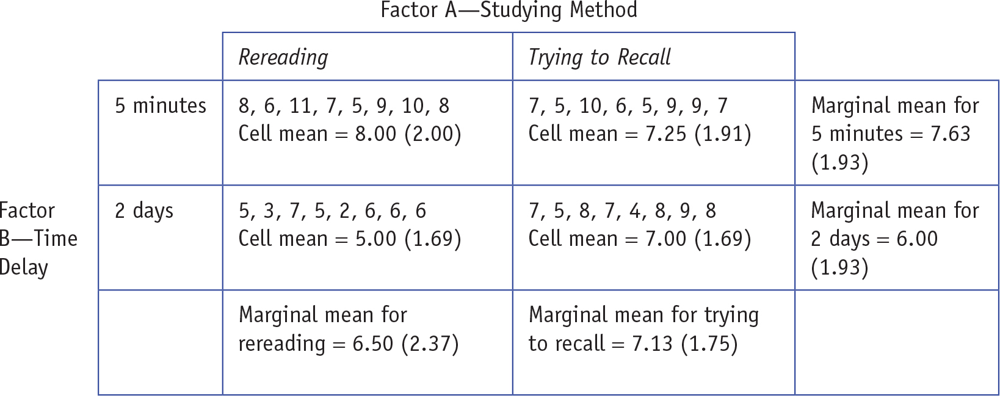 Factor A—Studying Method
Rereading
Trying to Recall
5 minutes
8, 6, 11, 7, 5, 9, 10, 8
Cell mean = 8.00 (2.00)
7, 5, 10, 6, 5, 9, 9, 7
Cell mean = 7.25 (1.91)
Marginal mean for
5 minutes = 7.63
(1.93)
Factor
B—Time
Delay
2 days
5, 3, 7, 5, 2, 6, 6, 6
Cell mean = 5.00 (1.69)
7, 5, 8, 7, 4, 8, 9, 8
Cell mean = 7.00 (1.69)
Marginal mean for
2 days = 6.00
(1.93)
Marginal mean for
rereading = 6.50 (2.37)
Marginal mean for trying
to recall = 7.13 (1.75)